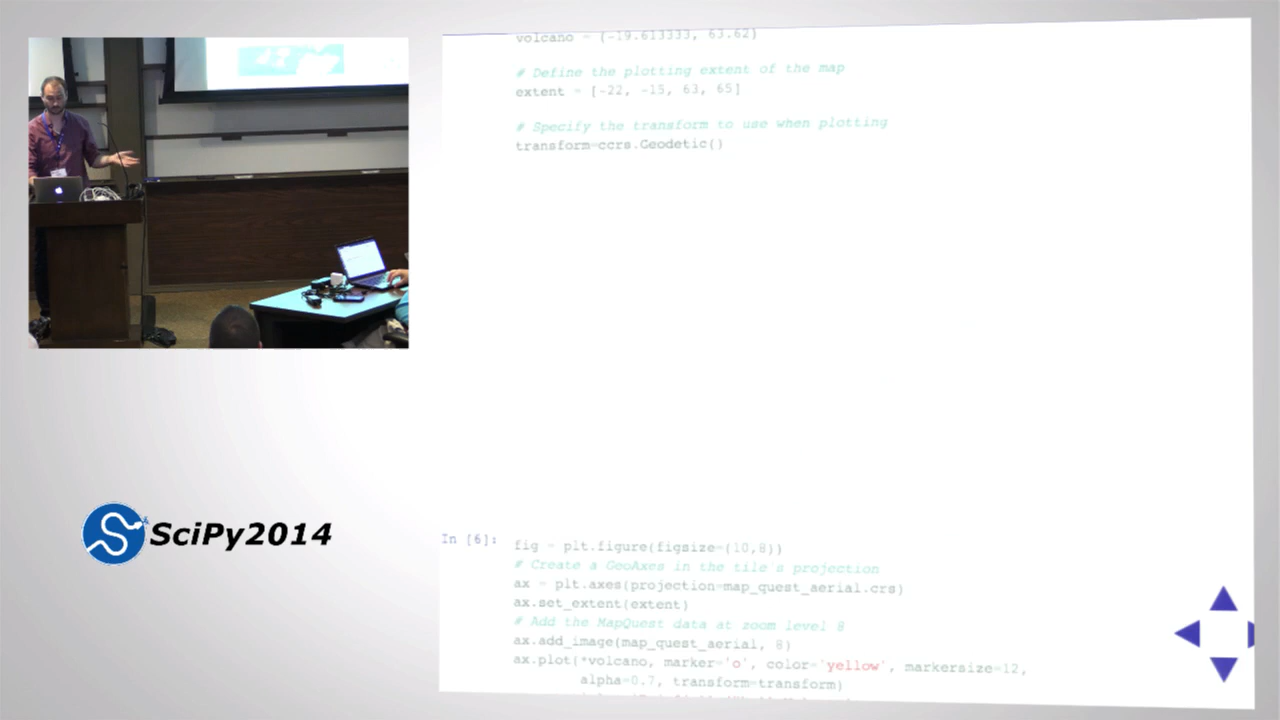 volcano = (-19.613333, 63.62)
# Define the plotting extent of the map
extent = [-22, -15, 63, 65]
# Specify the transform to use when plotting
transform=ccrs.Geodetic()
SciPy2014
In [6]:
fig = plt.figure(figsize=(10,8))
# Create a GeoAxes in the tile's projection
ax = plt.axes(projection=map_quest_aerial.crs)
ax.set_extent(extent)
# Add the MapQuest data at zoom level 8
ax.add_image(map_quest_aerial, 8)
ax.plot(*volcano, marker='o', color='yellow', markersize=12,
alpha=0.7, transform=transform)